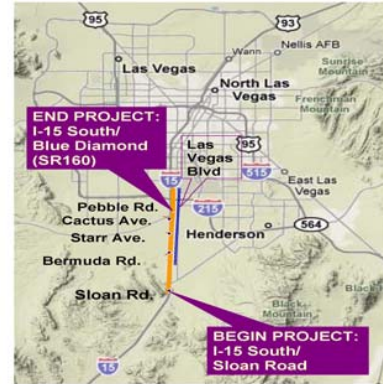 95
93
Nellis AFB
Wann
Las Vegas
Sunrise
Mountain
North Las
Vegas
Frenchman
Mountain
END PROJECT:
I-15 South/
Blue Diamond
(SR160)
Las
Vegas
Blvd
95
15
515
East Las
Vegas
215
Pebble Rd.
Cactus Ave.
Starr Ave.
Bermuda Rd.
Sloan Rd.
Henderson
564
Black
Mountain
Black
BEGIN PROJECT:
I-15 South/
Sloan Road
15